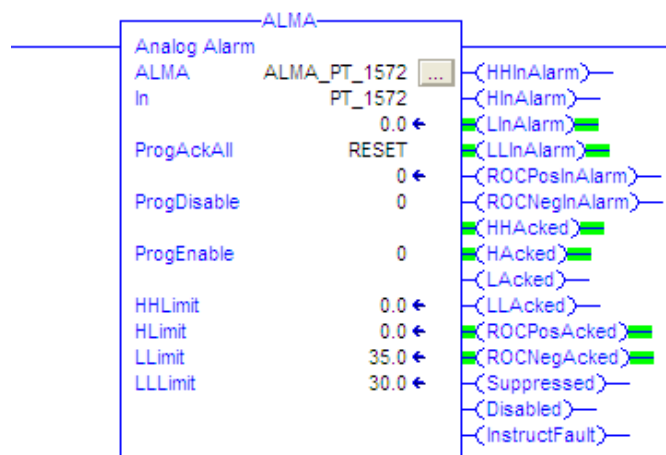 ALMA
Analog Alarm
ALMA ALMA_PT_1572 ... (HHInAlarm)
In PT_1572 (HInAlarm)
0.0 (LInAlarm)
ProgAckAll RESET (LLInAlarm)
0 (ROCPosInAlarm)
ProgDisable 0 (ROCNegInAlarm)
(HHAcked)
ProgEnable 0 (HAcked)
(LAcked)
HHLimit 0.0 (LLAcked)
HLimit 0.0 (ROCPosAcked)
LLimit 35.0 (ROCNegAcked)
LLLimit 30.0 (Suppressed)
(Disabled)
(InstructFault)